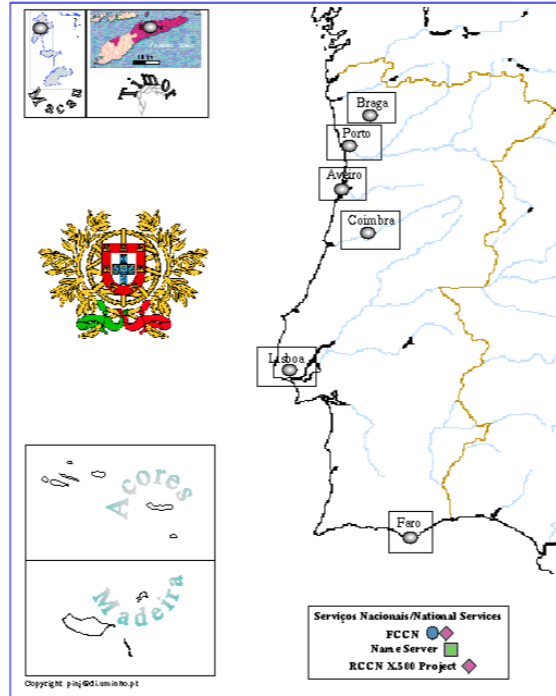 Macau
Timor
Braga
Porto
Aveiro
Coimbra
Lisboa
Faro
Açores
Madeira
Serviços Nacionais/National Services
FCCN
Name Server
RCCN X.500 Project
Copyright pinj@di.uminho.pt